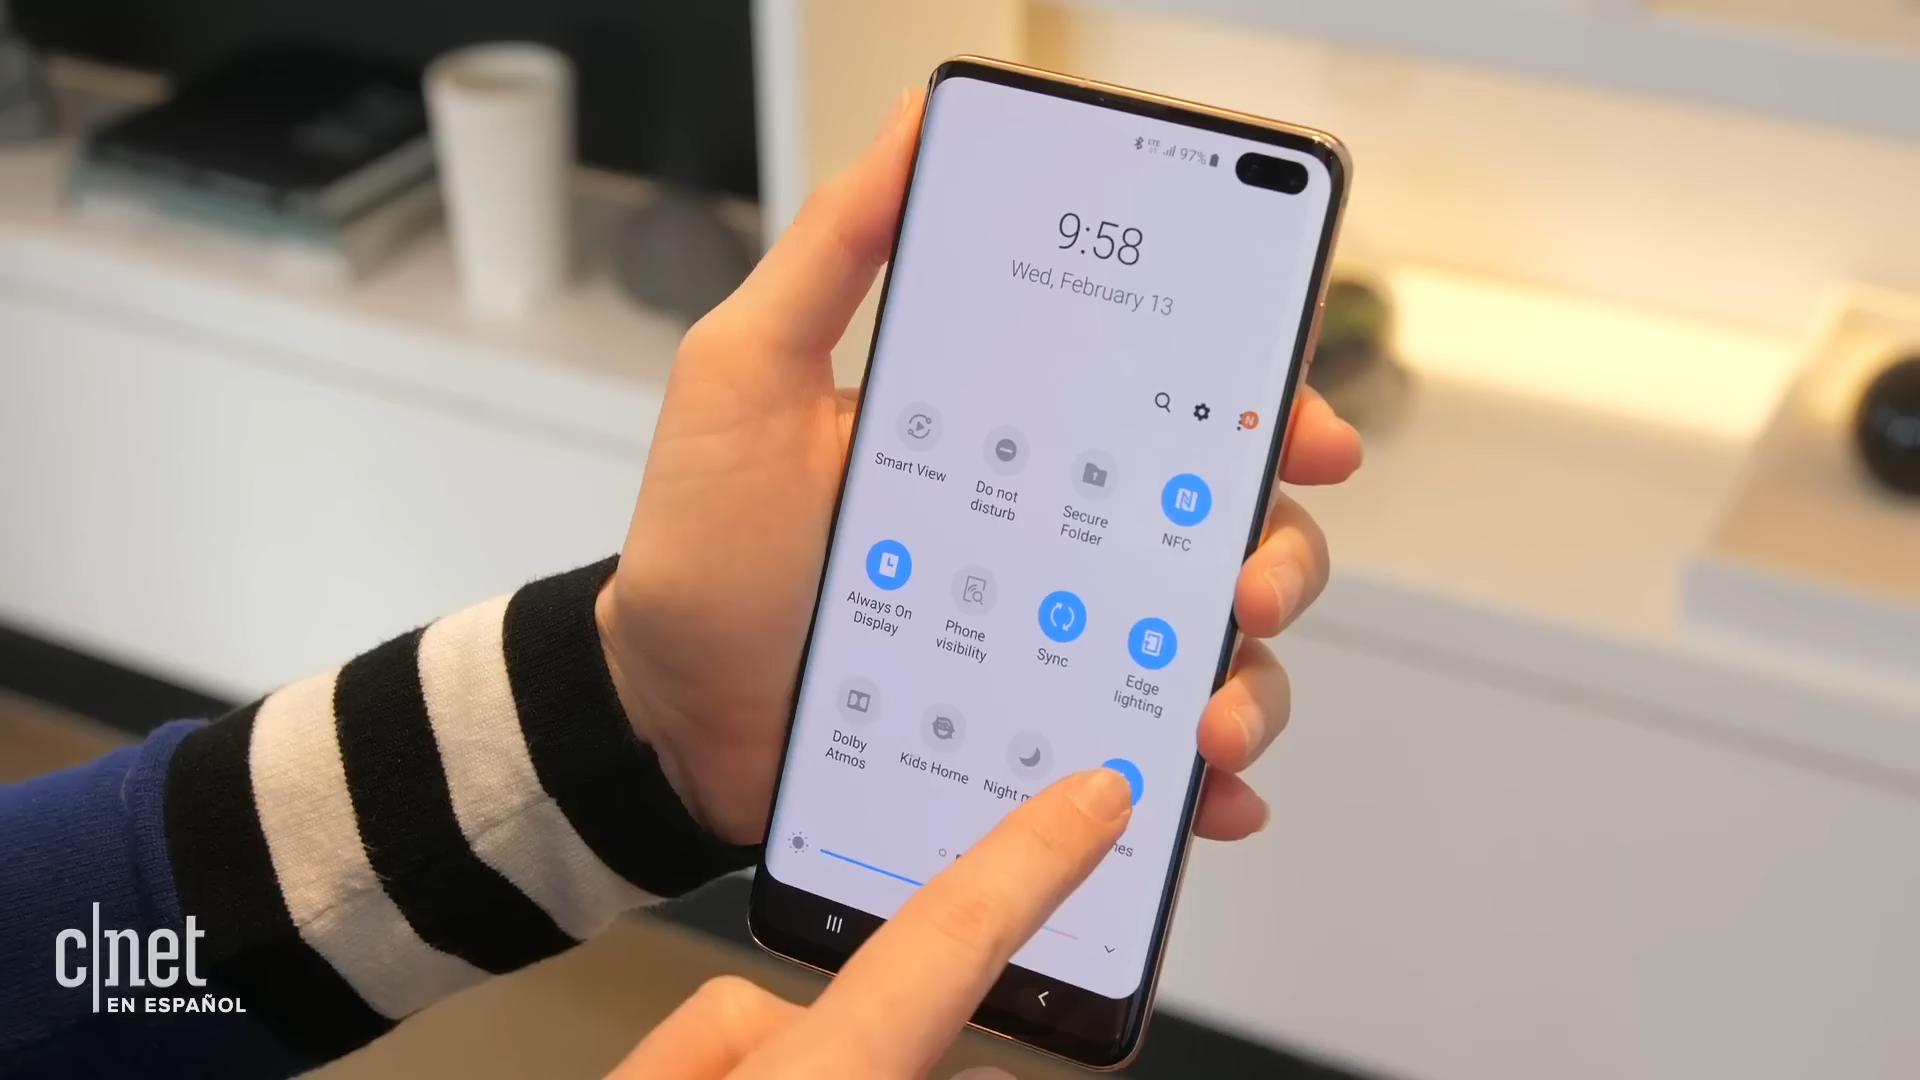 LTE
97%
9:58
Wed, February 13
N
Smart View
Do not
disturb
Secure
Folder
NFC
Always On
Display
Phone
visibility
Sync
Edge
lighting
Dolby
Atmos
Kids Home
Night
c|net
EN ESPAÑOL